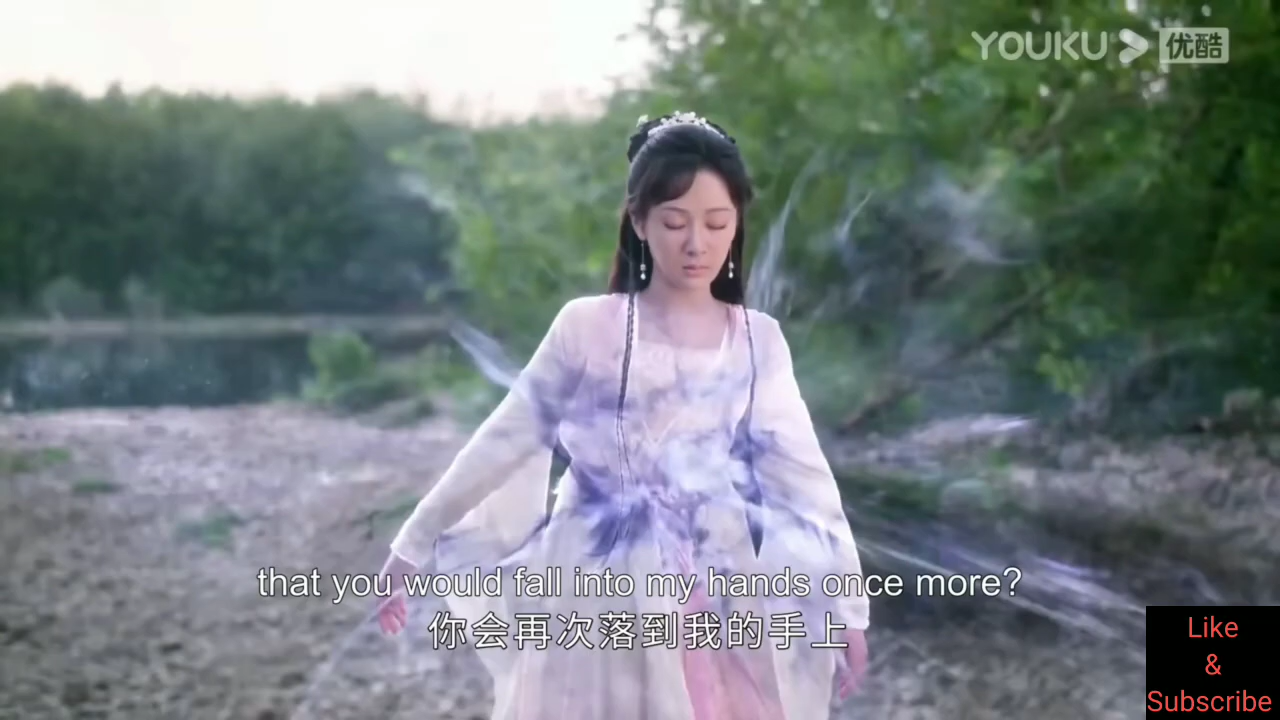 YOUKU 优酷
that you would fall into my hands once more?
你会再次落到我的手上
Like
&
Subscribe